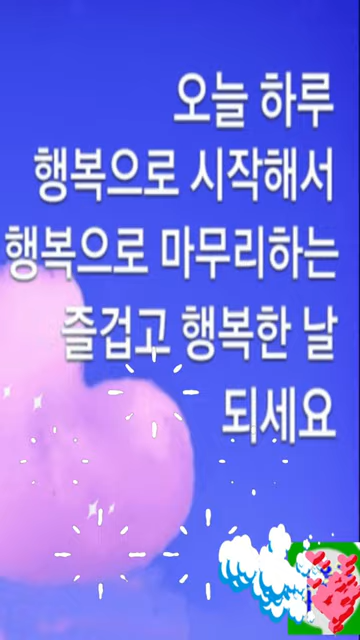 오늘 하루
행복으로 시작해서
행복으로 마무리하는
즐겁고 행복한 날
되세요